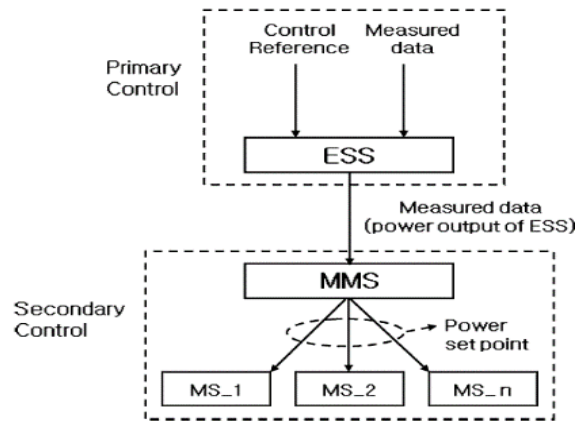 Control
Reference
Measured
data
Primary
Control
ESS
Measured data
(power output of ESS)
MMS
Secondary
Control
Power
set point
MS_1
MS_2
MS_n